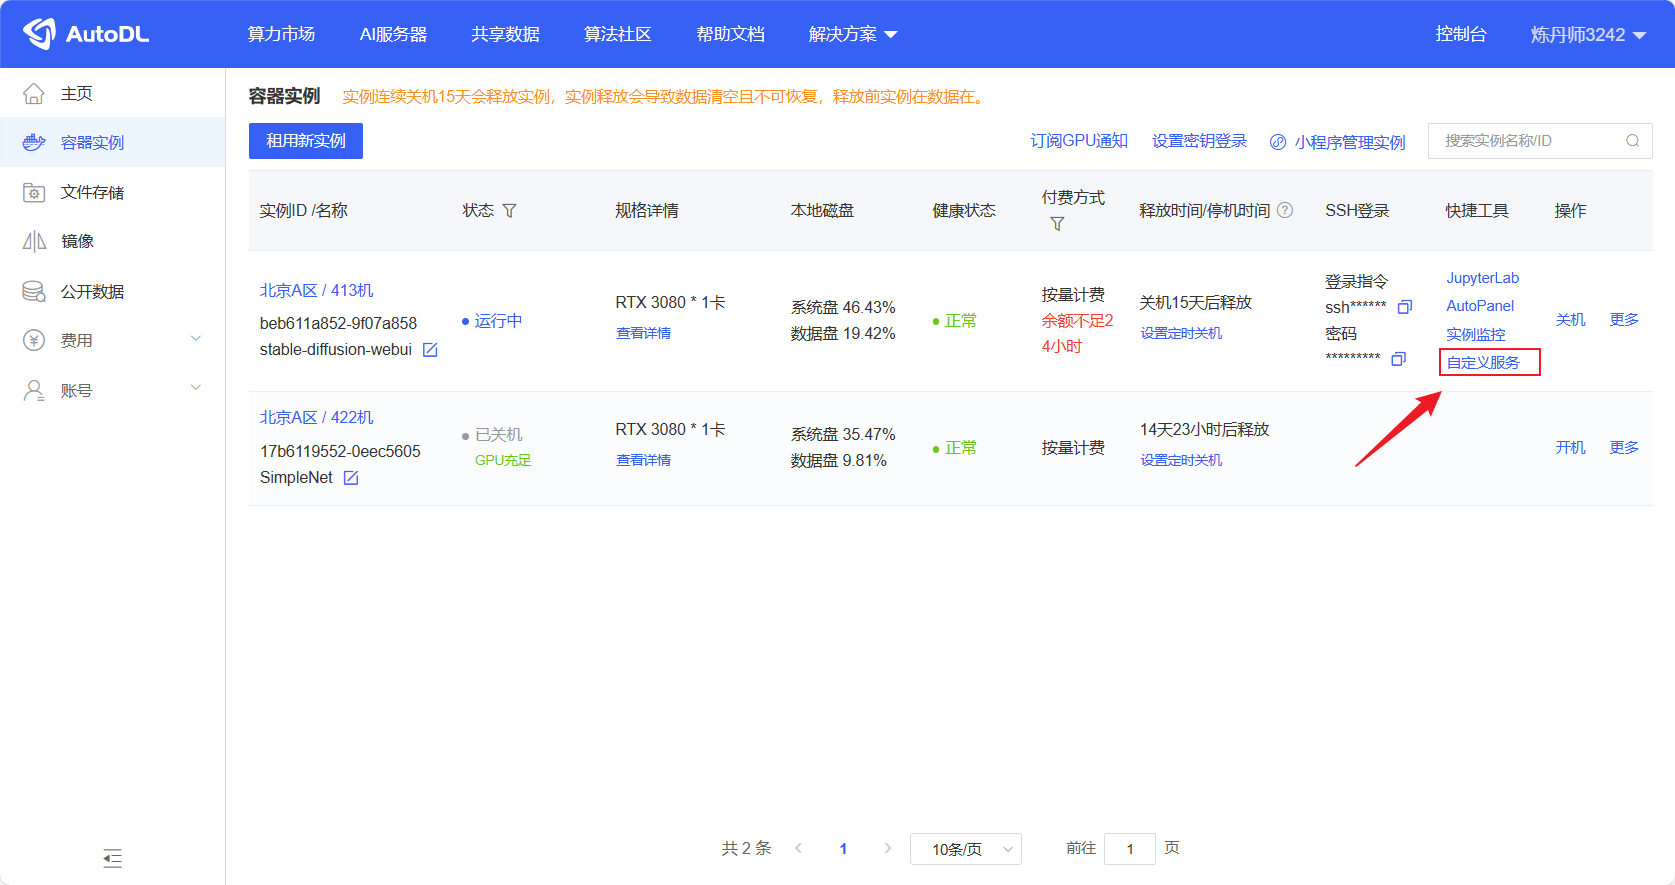 AutoDL
算力市场
AI服务器
共享数据
算法社区
帮助文档
解决方案
控制台
炼丹师3242
主页
容器实例
文件存储
镜像
公开数据
费用
账号
容器实例
实例连续关机15天会释放实例，实例释放会导致数据清空且不可恢复，释放前实例在数据在。
租用新实例
订阅GPU通知
设置密钥登录
小程序管理实例
搜索实例名称/ID
实例ID /名称
状态
规格详情
本地磁盘
健康状态
付费方式
释放时间/停机时间
SSH登录
快捷工具
操作
北京A区 / 413机
beb611a852-9f07a858
stable-diffusion-webui
运行中
RTX 3080 * 1卡
查看详情
系统盘 46.43%
数据盘 19.42%
正常
按量计费
余额不足2
4小时
关机15天后释放
设置定时关机
登录指令
ssh******
密码
*********
JupyterLab
AutoPanel
实例监控
自定义服务
关机
更多
北京A区 / 422机
17b6119552-0eec5605
SimpleNet
已关机
GPU充足
RTX 3080 * 1卡
查看详情
系统盘 35.47%
数据盘 9.81%
正常
按量计费
14天23小时后释放
设置定时关机
开机
更多
共 2 条
1
10条/页
前往
1
页